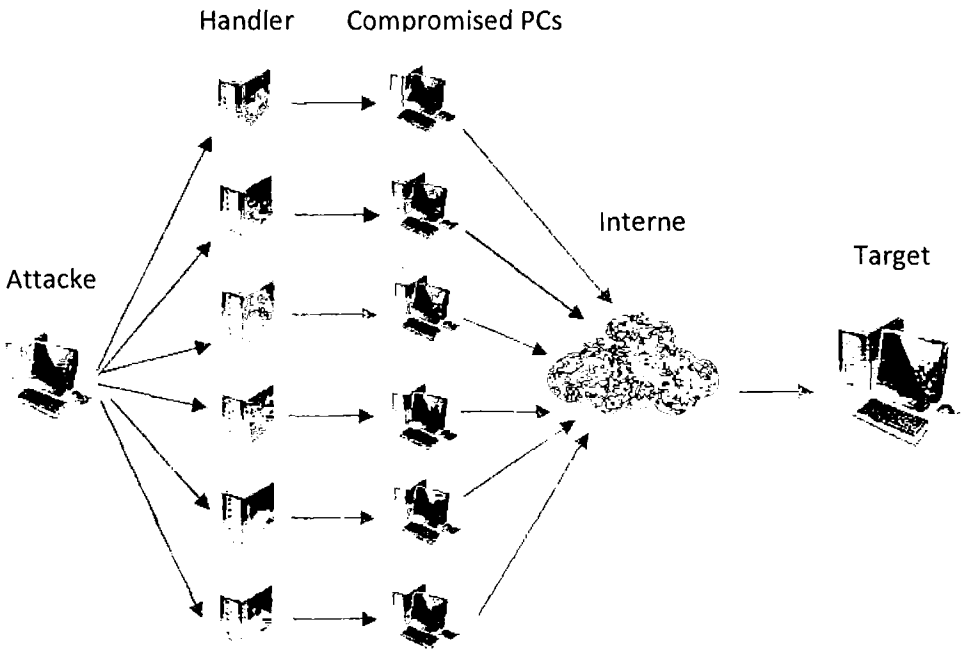 Handler
Compromised PCs
Interne
Target
Attacke